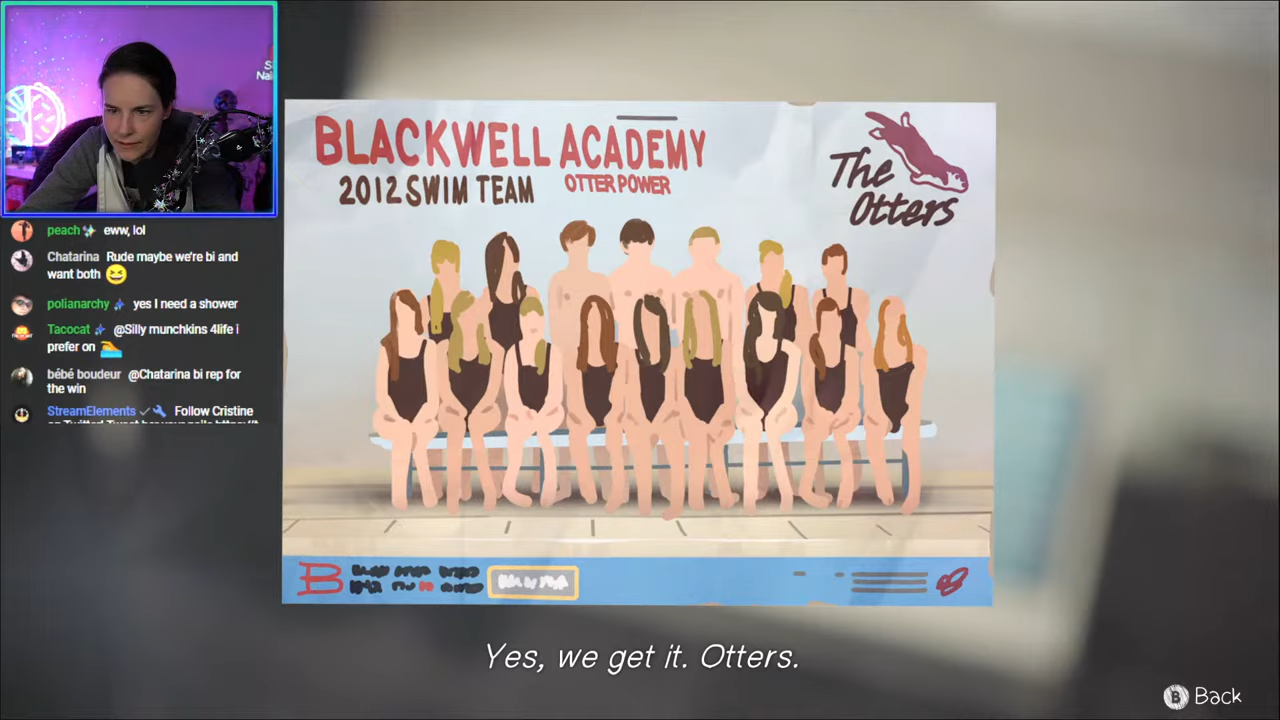 S
Nai
peach eww, lol
Chatarina Rude maybe we're bi and
want both
polianarchy yes I need a shower
Tacocat @Silly munchkins 4life i
prefer on
bébé boudeur @Chatarina bi rep for
the win
StreamElements Follow Cristine
BLACKWELL ACADEMY
2012 SWIM TEAM OTTER POWER
The
Otters
B
Yes, we get it. Otters.
B Back